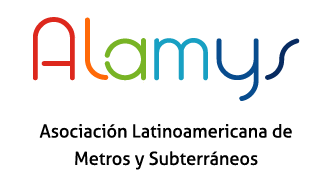 Alamys
Asociación Latinoamericana de
Metros y Subterráneos